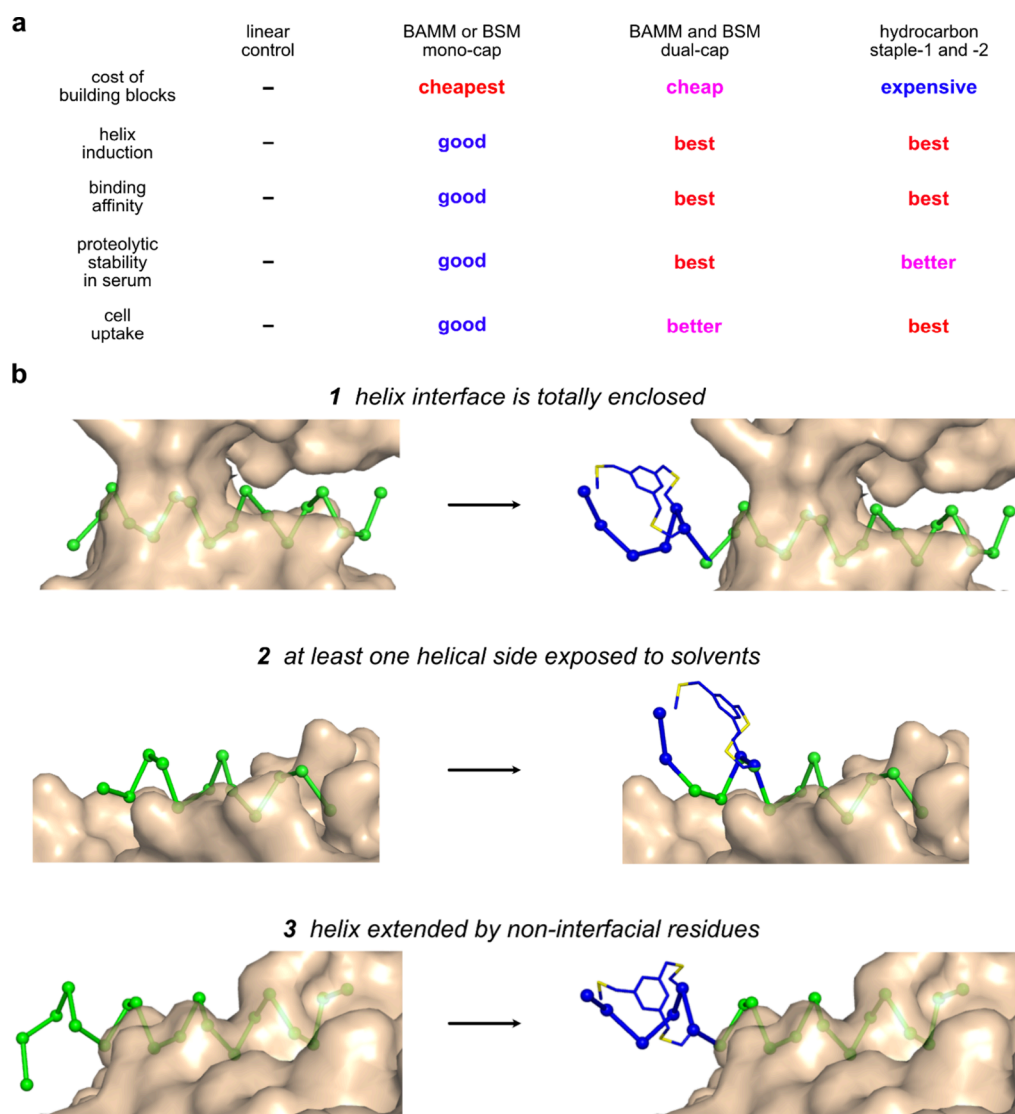 a
linear
control
BAMM or BSM
mono-cap
BAMM and BSM
dual-cap
hydrocarbon
staple-1 and -2
cost of
building blocks
–
cheapest
cheap
expensive
helix
induction
–
good
best
best
binding
affinity
–
good
best
best
proteolytic
stability
in serum
–
good
best
better
cell
uptake
–
good
better
best
b
1 helix interface is totally enclosed
2 at least one helical side exposed to solvents
3 helix extended by non-interfacial residues